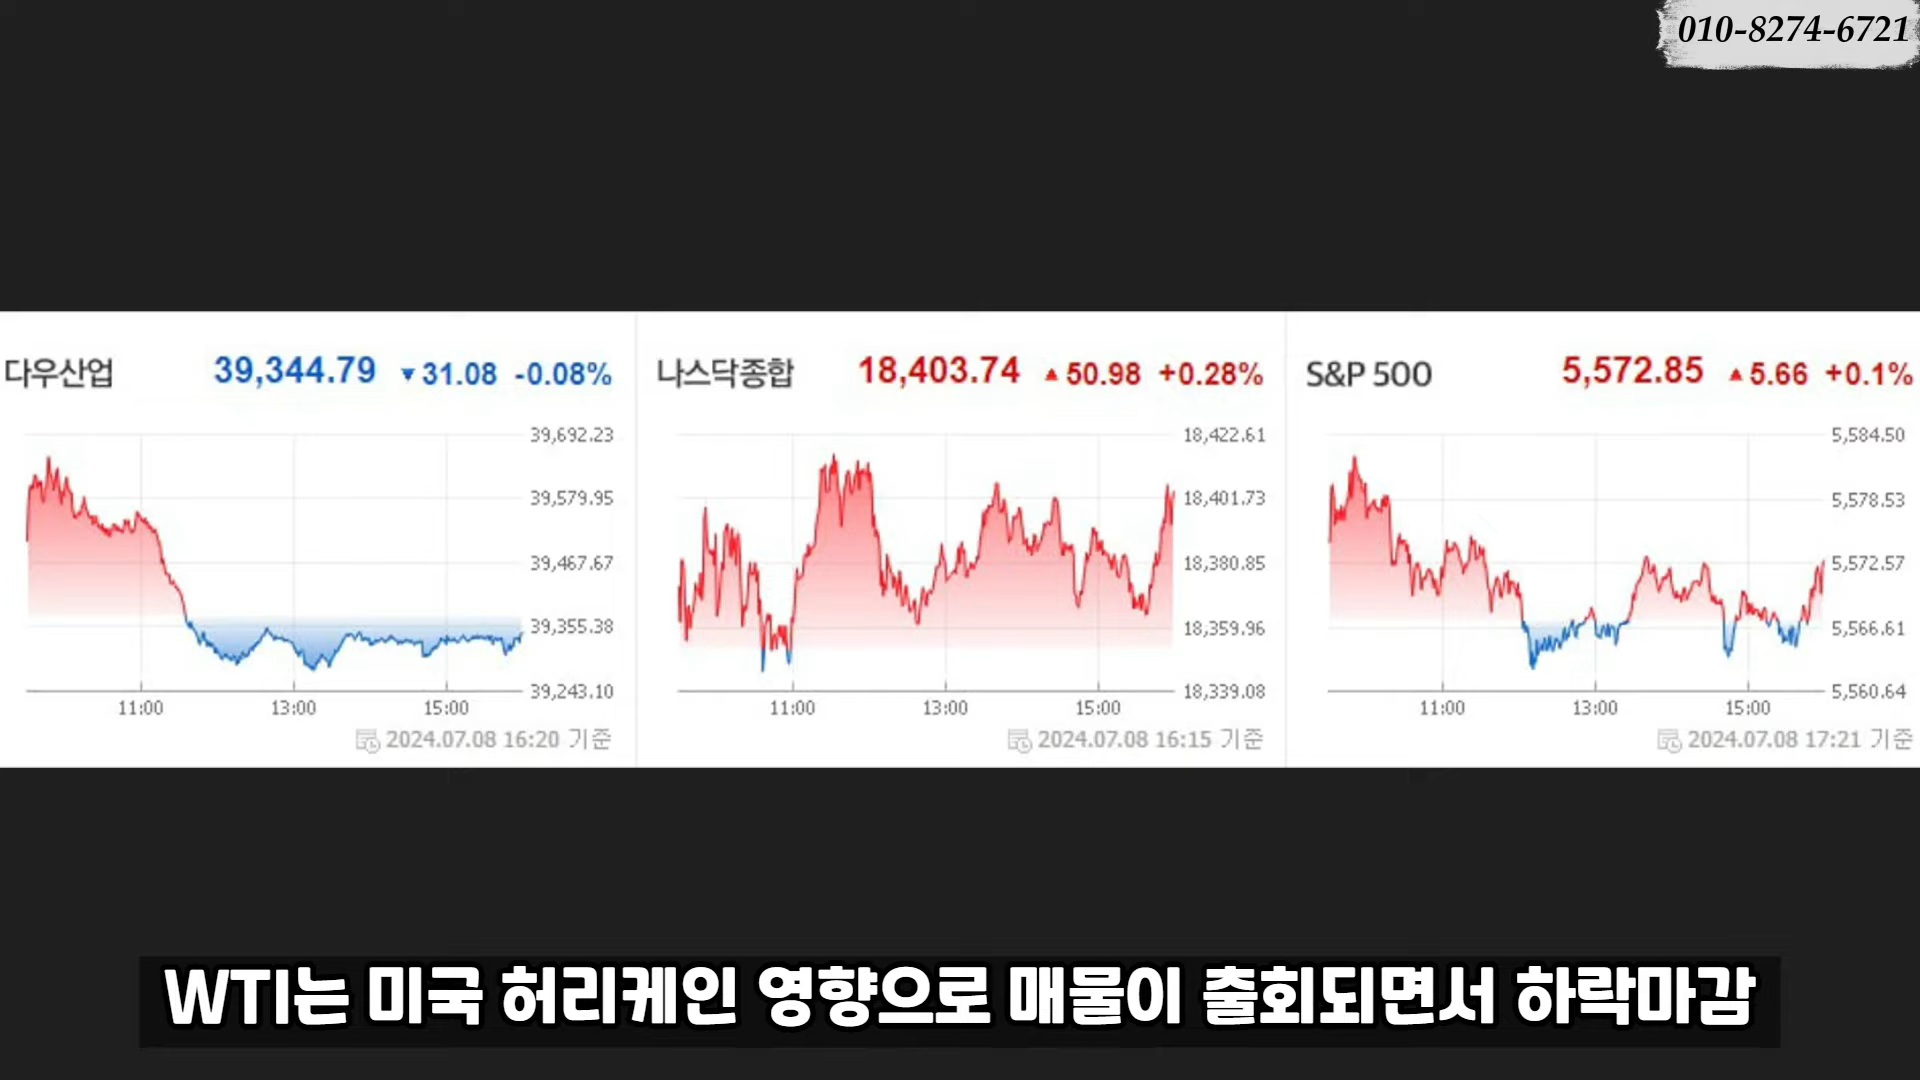 010-8274-6721
다우산업 39,344.79 ▼31.08 -0.08%
39,692.23
39,579.95
39,467.67
39,355.38
39,243.10
11:00 13:00 15:00
2024.07.08 16:20 기준
나스닥종합 18,403.74 ▲50.98 +0.28%
18,422.61
18,401.73
18,380.85
18,359.96
18,339.08
11:00 13:00 15:00
2024.07.08 16:15 기준
S&P 500 5,572.85 ▲5.66 +0.1%
5,584.50
5,578.53
5,572.57
5,566.61
5,560.64
11:00 13:00 15:00
2024.07.08 17:21 기준
WTI는 미국 허리케인 영향으로 매물이 출회되면서 하락마감